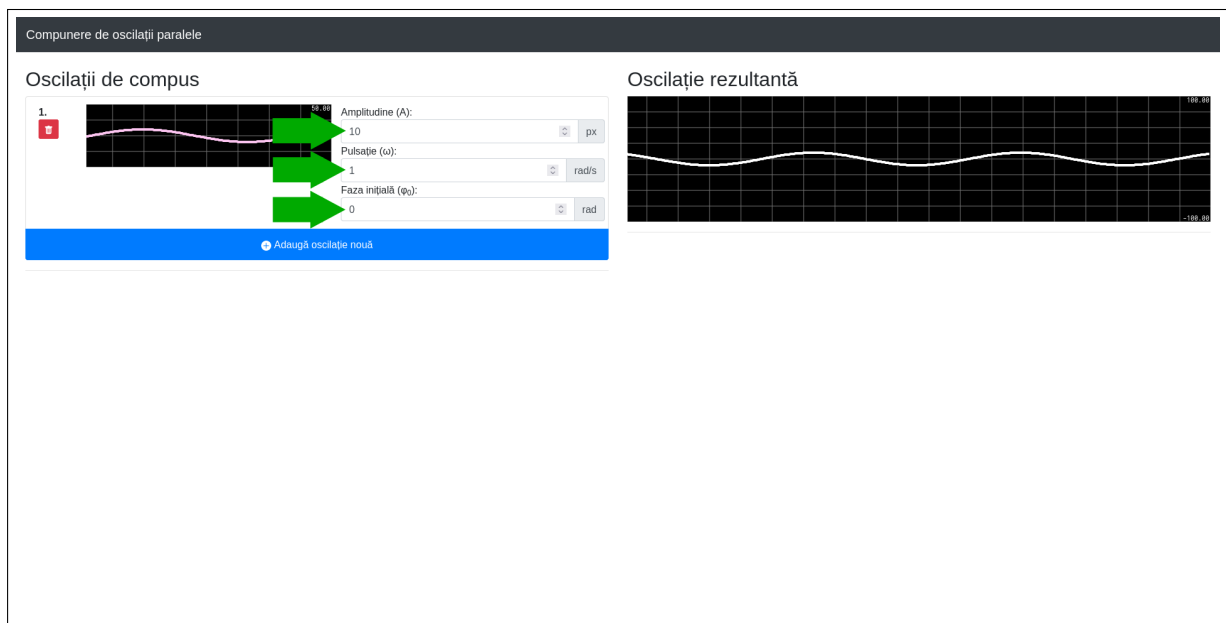 Compunere de oscilații paralele
Oscilații de compus
1.
50.00
Amplitudine (A):
10 px
Pulsație (ω):
1 rad/s
Faza inițială (φ₀):
0 rad
Adaugă oscilație nouă
Oscilație rezultantă
100.00
-100.00